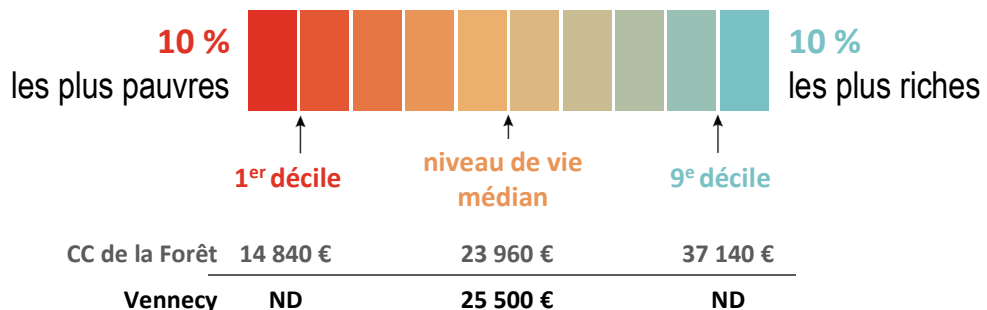 10 %
les plus pauvres
10 %
les plus riches
1er décile
niveau de vie
médian
9e décile
CC de la Forêt 14 840 € 23 960 € 37 140 €
Vennecy ND 25 500 € ND